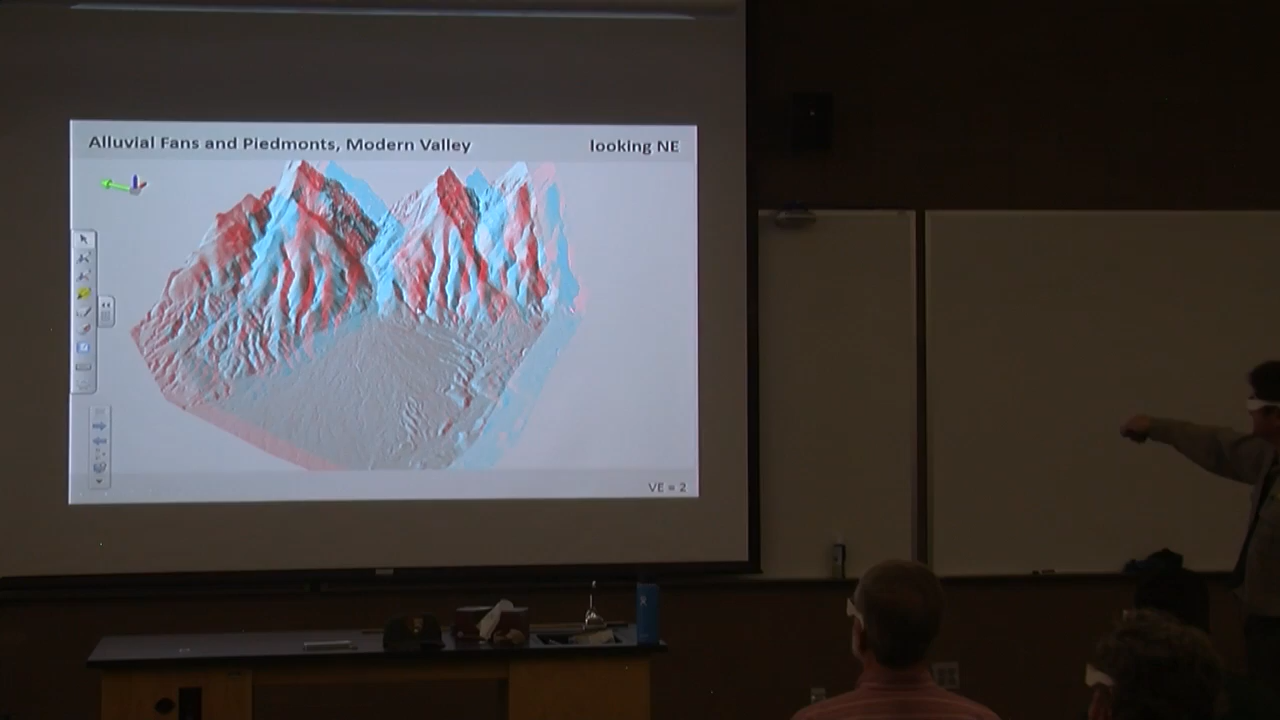 Alluvial Fans and Piedmonts, Modern Valley
looking NE
VE = 2